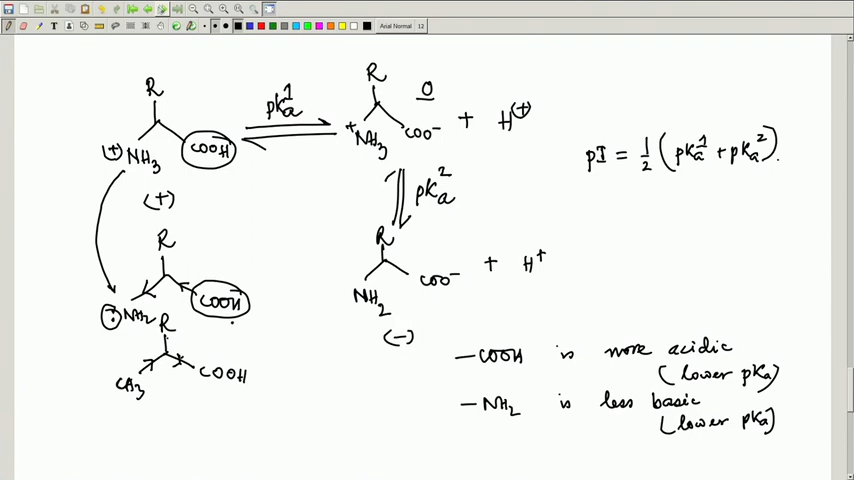 Arial Normal 12
R
(+) NH3 COOH
(+)
pKa1
R
0
+NH3 COO- + H(+)
pI = 1/2 (pKa1 + pKa2).
pKa2
R
NH2 COO- + H+
(-)
R
NH2 COOH
R
CH3 COOH
-COOH is more acidic
(lower pKa)
-NH2 is less basic
(lower pKa)